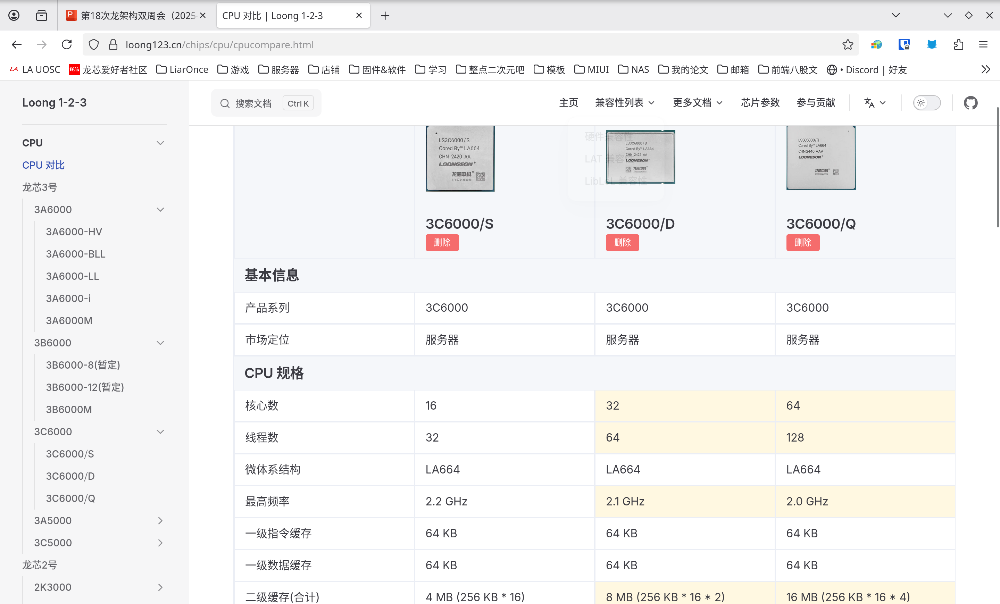 第18次龙架构双周会（2025-
CPU 对比 | Loong 1-2-3
loong123.cn/chips/cpu/cpucompare.html
LA UOSC
龙芯爱好者社区
LiarOnce
游戏
服务器
店铺
固件&软件
学习
整点二次元吧
模板
MIUI
NAS
我的论文
邮箱
前端八股文
• Discord | 好友
Loong 1-2-3
搜索文档
Ctrl K
主页
兼容性列表
更多文档
芯片参数
参与贡献
硬件兼容性
LAT 兼容性
LibLoL 兼容性
CPU
CPU 对比
龙芯3号
3A6000
3A6000-HV
3A6000-BLL
3A6000-LL
3A6000-i
3A6000M
3B6000
3B6000-8(暂定)
3B6000-12(暂定)
3B6000M
3C6000
3C6000/S
3C6000/D
3C6000/Q
3A5000
3C5000
龙芯2号
2K3000
LS3C6000/S
Cored By™ LA664
CHN 2420 AA
LOONGSON®
龙芯中科®
LS3C6000/D
Cored By™ LA664
CHN 2422 AA
LOONGSON®
龙芯中科®
LS3C6000/Q
Cored By™ LA664
CHN 2446 AAA
LOONGSON®
龙芯中科®
3C6000/S 3C6000/D 3C6000/Q
删除 删除 删除
基本信息
产品系列 3C6000 3C6000 3C6000
市场定位 服务器 服务器 服务器
CPU 规格
核心数 16 32 64
线程数 32 64 128
微体系结构 LA664 LA664 LA664
最高频率 2.2 GHz 2.1 GHz 2.0 GHz
一级指令缓存 64 KB 64 KB 64 KB
一级数据缓存 64 KB 64 KB 64 KB
二级缓存(合计) 4 MB (256 KB * 16) 8 MB (256 KB * 16 * 2) 16 MB (256 KB * 16 * 4)